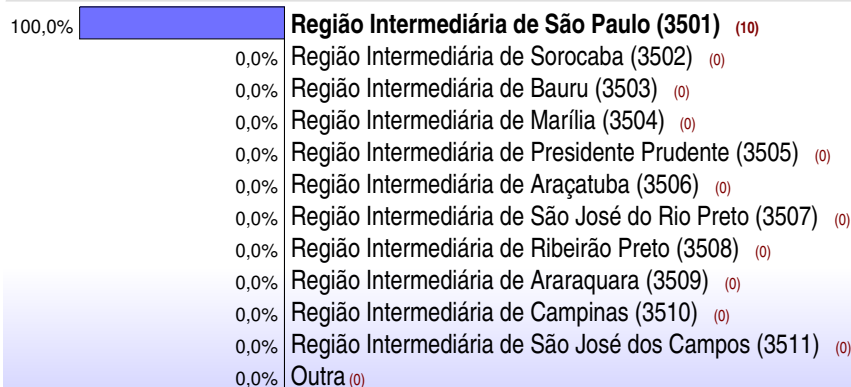 100,0% Região Intermediária de São Paulo (3501) (10)
0,0% Região Intermediária de Sorocaba (3502) (0)
0,0% Região Intermediária de Bauru (3503) (0)
0,0% Região Intermediária de Marília (3504) (0)
0,0% Região Intermediária de Presidente Prudente (3505) (0)
0,0% Região Intermediária de Araçatuba (3506) (0)
0,0% Região Intermediária de São José do Rio Preto (3507) (0)
0,0% Região Intermediária de Ribeirão Preto (3508) (0)
0,0% Região Intermediária de Araraquara (3509) (0)
0,0% Região Intermediária de Campinas (3510) (0)
0,0% Região Intermediária de São José dos Campos (3511) (0)
0,0% Outra (0)